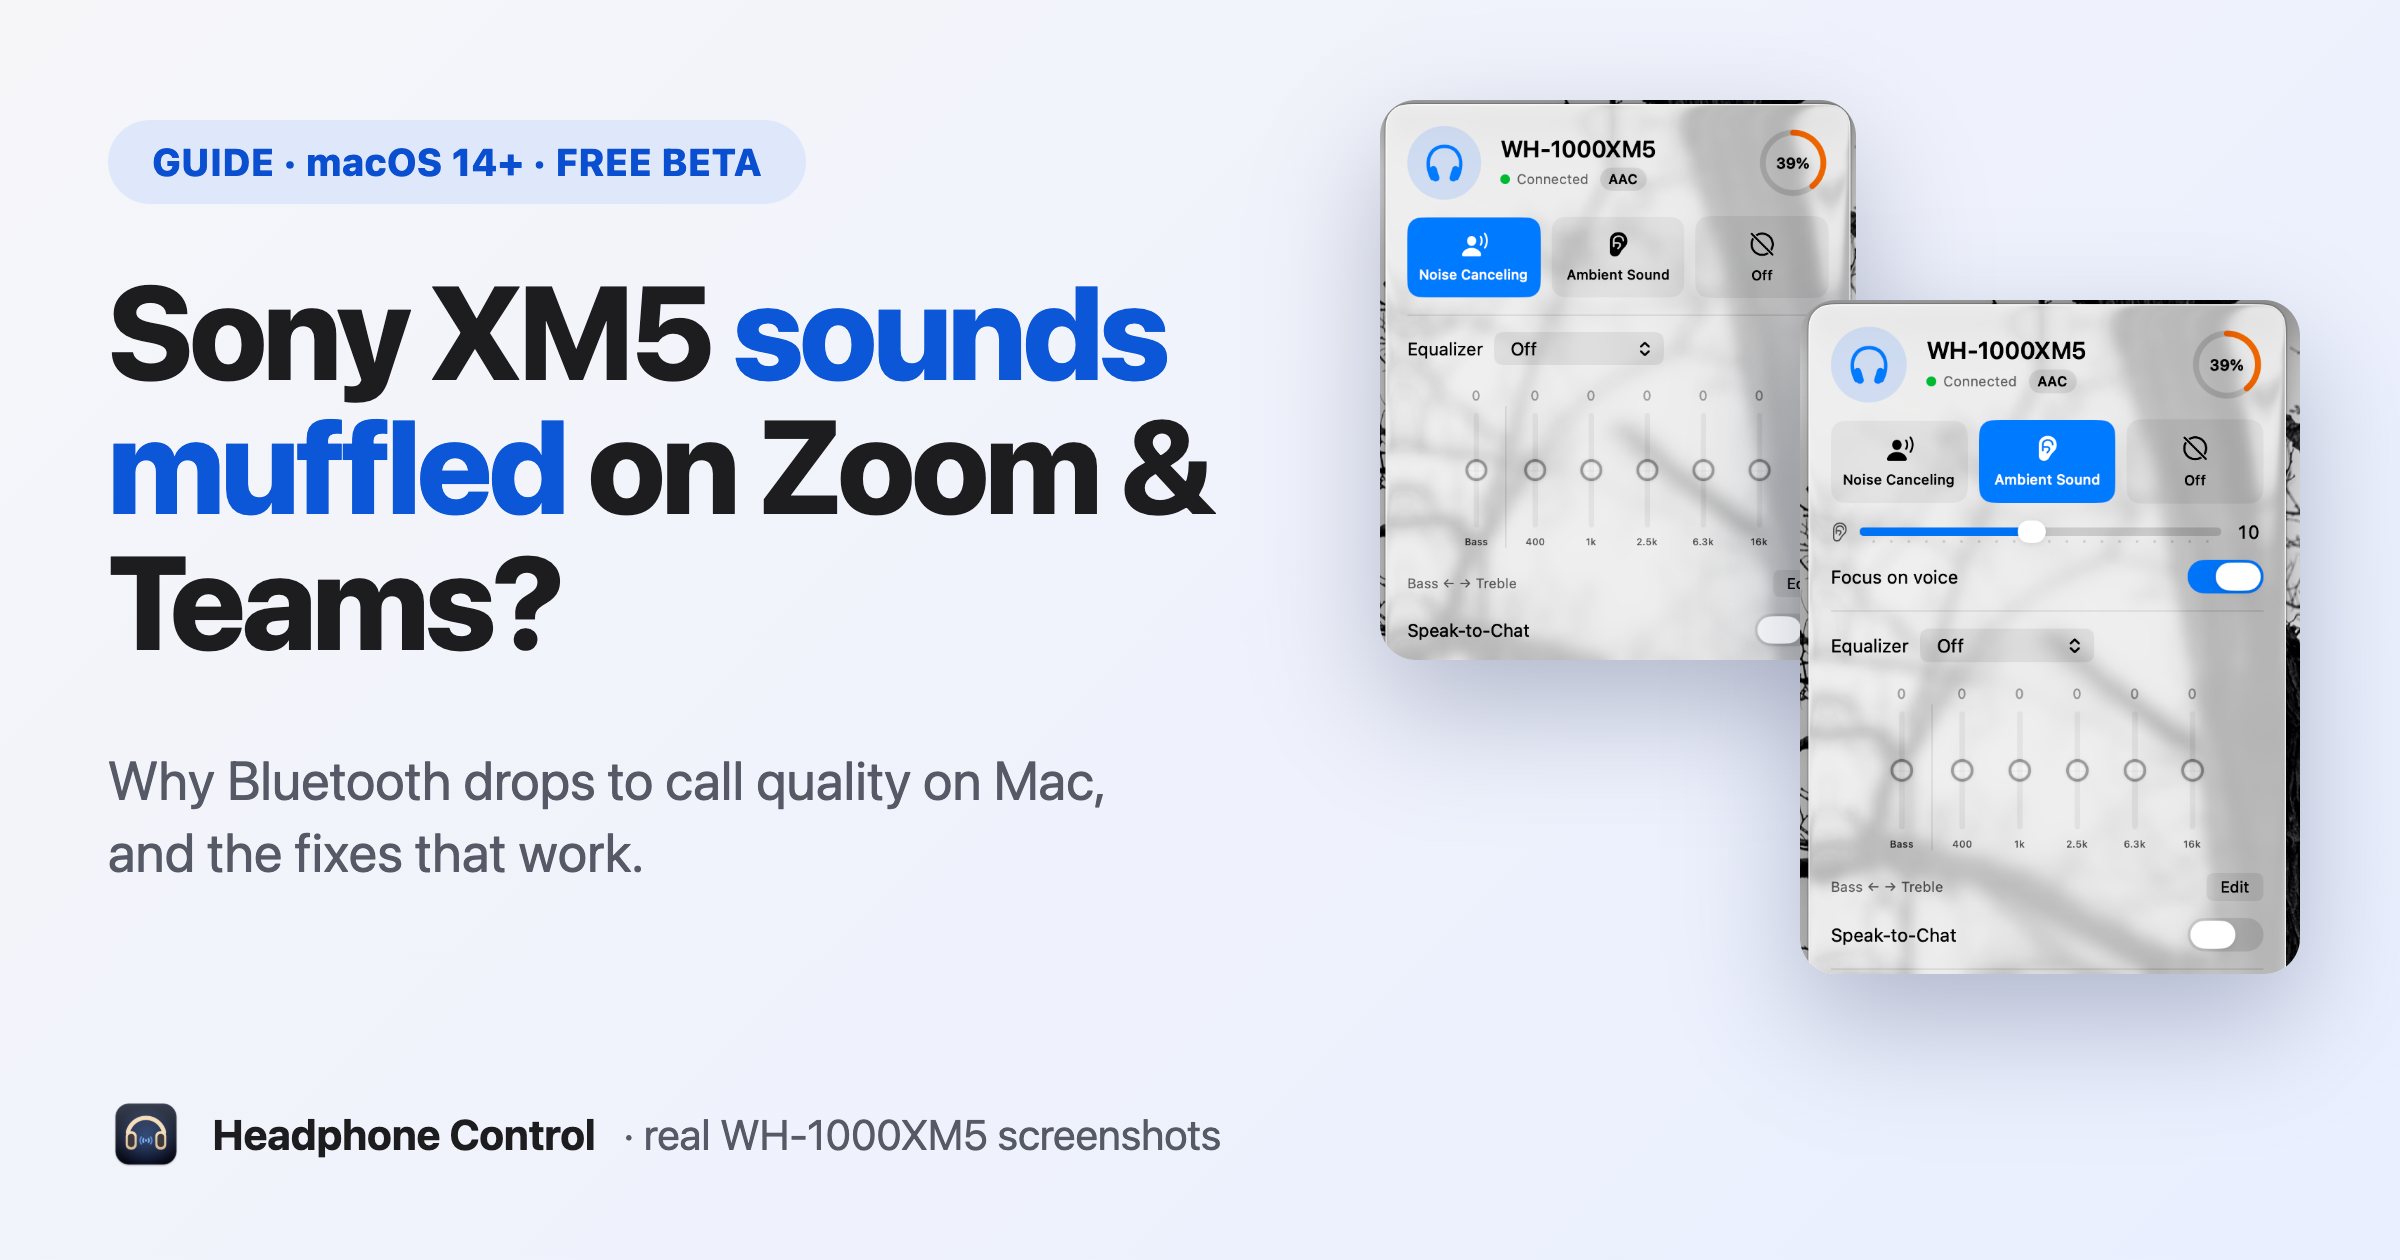 GUIDE · macOS 14+ · FREE BETA
Sony XM5 sounds
muffled on Zoom &
Teams?
Why Bluetooth drops to call quality on Mac,
and the fixes that work.
Headphone Control · real WH-1000XM5 screenshots
WH-1000XM5
Connected AAC
39%
Noise Canceling Ambient Sound Off
Equalizer Off
0 0 0 0 0 0
Bass 400 1k 2.5k 6.3k 16k
Bass ← → Treble
Speak-to-Chat
WH-1000XM5
Connected AAC
39%
Noise Canceling Ambient Sound Off
10
Focus on voice
Equalizer Off
0 0 0 0 0 0
Bass 400 1k 2.5k 6.3k 16k
Bass ← → Treble Edit
Speak-to-Chat